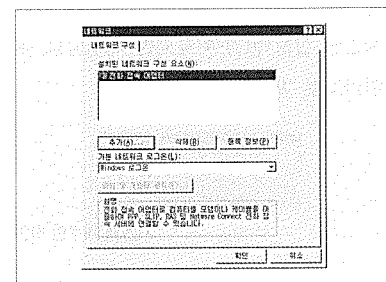 네트워크
네트워크 구성
설치된 네트워크 구성 요소(N):
전화 접속 어댑터
추가(A)...
삭제(R)
등록 정보(P)
기본 네트워크 로그온(L):
Windows 로그온
설명
전화 접속 어댑터로 컴퓨터를 모뎀이나 케이블을 이
용하여 PPP, SLIP, RAS 및 Netware Connect 전화 접
속 서버에 연결할 수 있습니다.
확인
취소